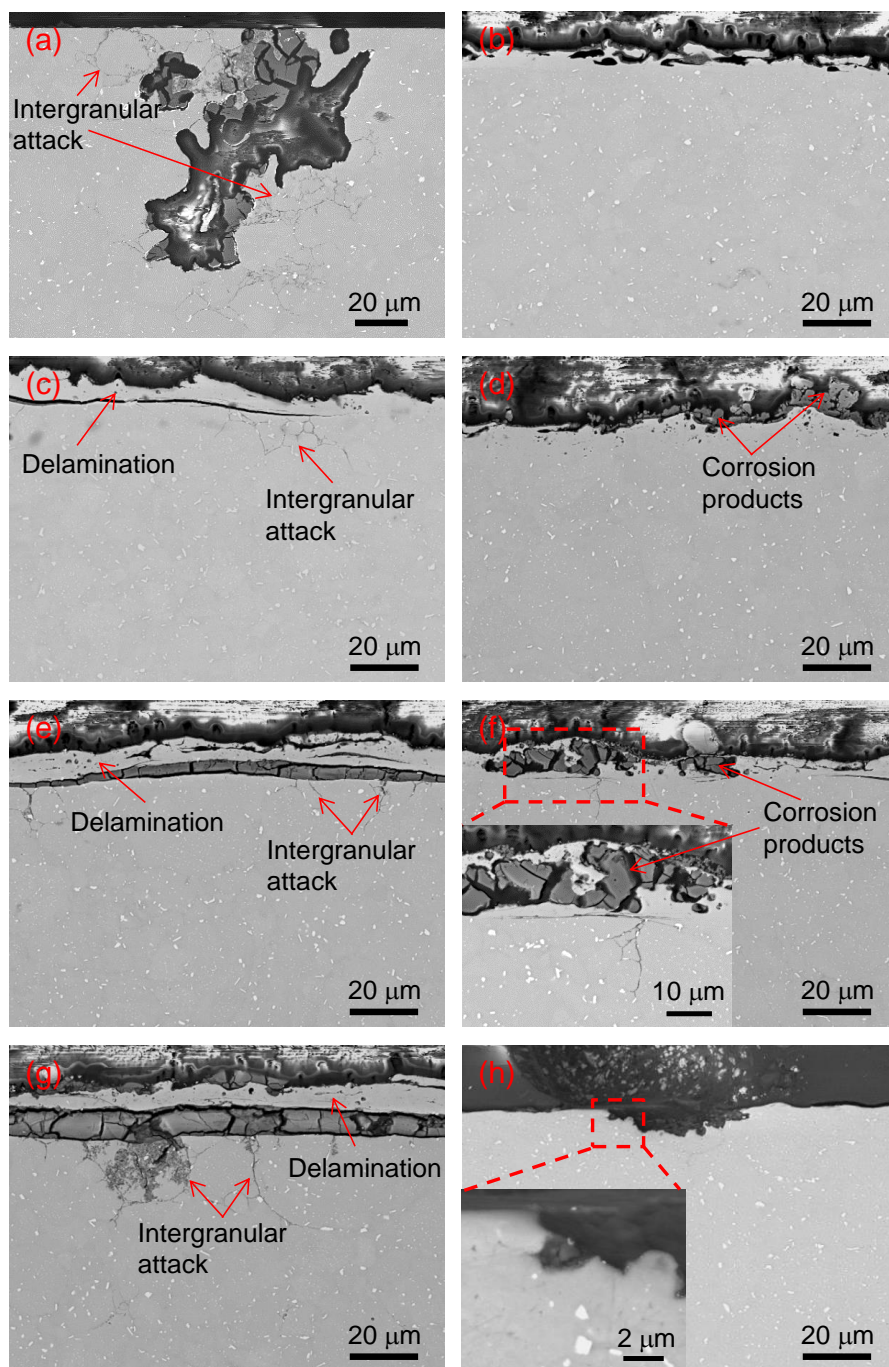 (a)
Intergranular
attack
20 μm
(b)
20 μm
(c)
Delamination
Intergranular
attack
20 μm
(d)
Corrosion
products
20 μm
(e)
Delamination
Intergranular
attack
20 μm
(f)
Corrosion
products
10 μm
20 μm
(g)
Delamination
Intergranular
attack
20 μm
(h)
2 μm
20 μm